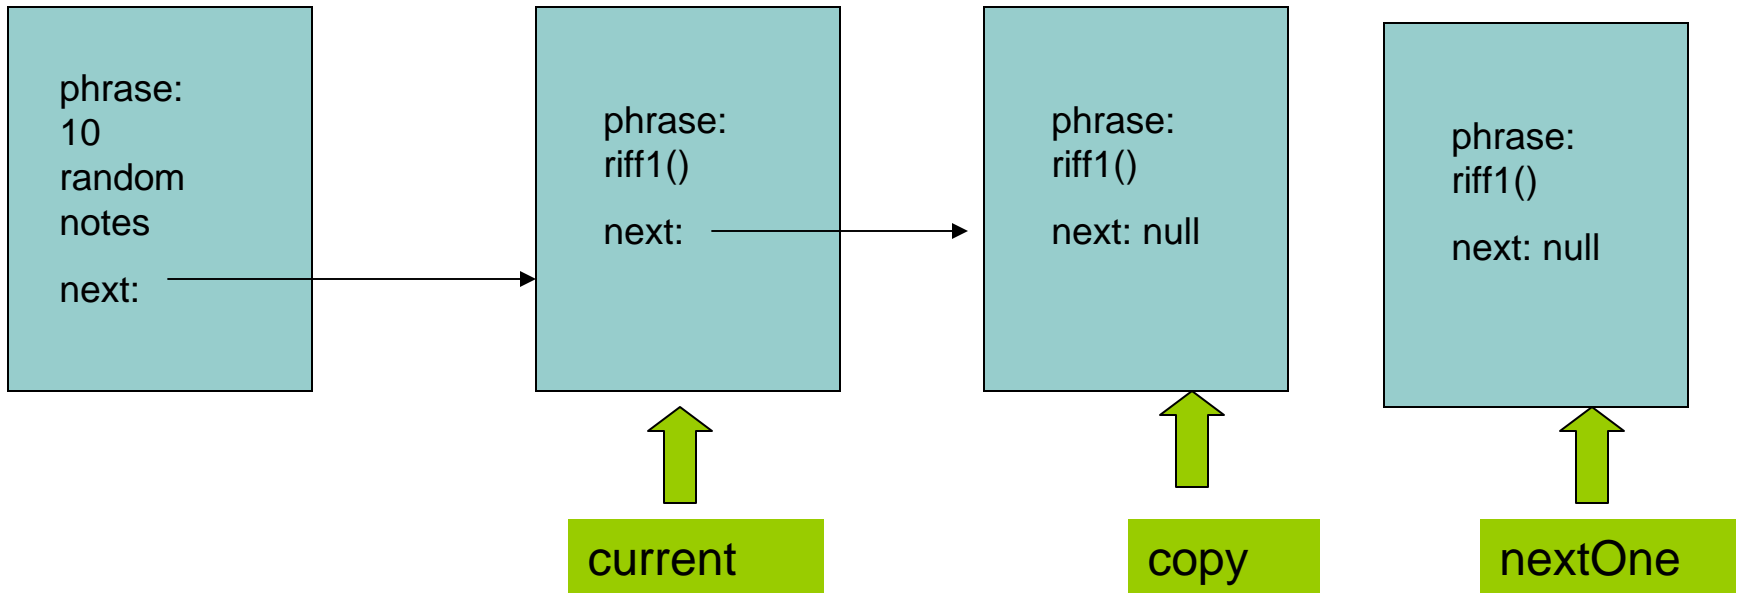 phrase:
10
random
notes
next:
phrase:
riff1()
next:
phrase:
riff1()
next: null
phrase:
riff1()
next: null
current
copy
nextOne